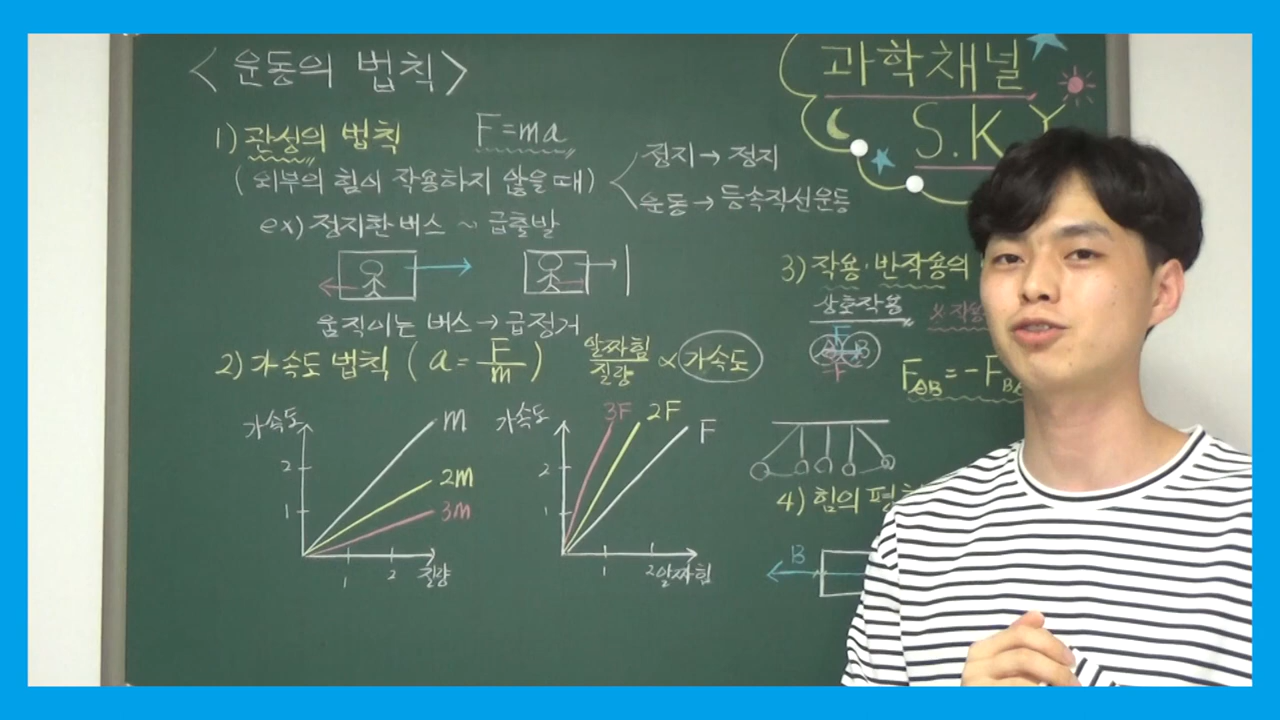 <운동의 법칙>
1) 관성의 법칙 F=ma
(외부의 힘이 작용하지 않을 때)
정지→정지
운동→등속직선운동
ex) 정지한 버스 ~ 급출발
움직이는 버스→급정거
2) 가속도 법칙 ( a = F/m ) 알짜힘/질량 ∝ 가속도
가속도
2
1
m
2m
3m
1 2 질량
가속도
2
1
3F 2F F
1 2 알짜힘
과학채널
S.KY
3) 작용·반작용의
상호작용
F
A B
-F
F_AB = -F_B
4) 힘의 평
B